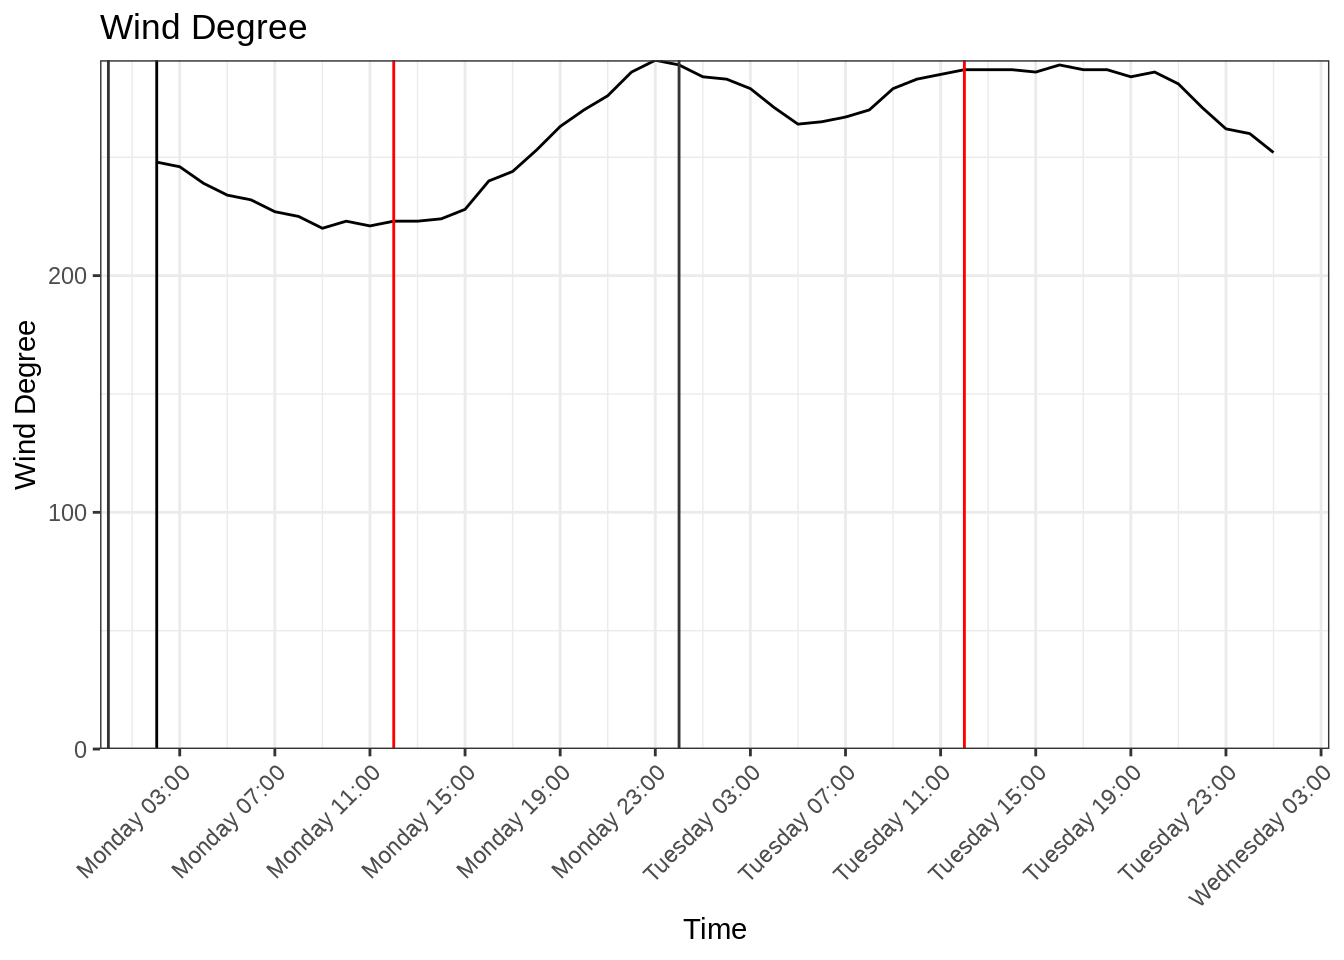 Wind Degree
Wind Degree
200
100
0
Monday 03:00
Monday 07:00
Monday 11:00
Monday 15:00
Monday 19:00
Monday 23:00
Tuesday 03:00
Tuesday 07:00
Tuesday 11:00
Tuesday 15:00
Tuesday 19:00
Tuesday 23:00
Wednesday 03:00
Time